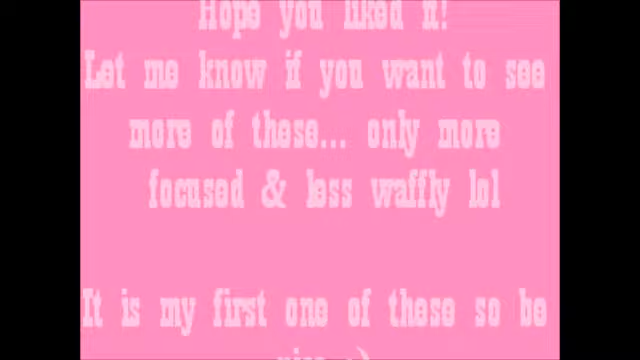 Hope you liked it!
Let me know if you want to see
more of these... only more
focused & less waffly lol
It is my first one of these so be
nice :)